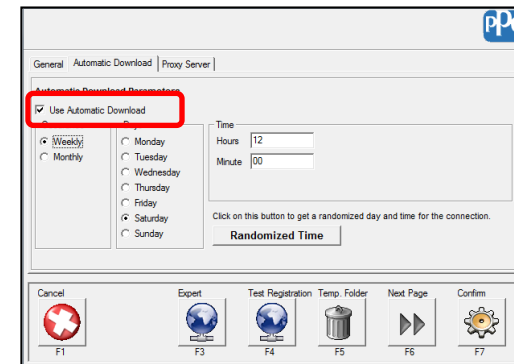 PP
General Automatic Download Proxy Server
Automatic Download Parameters
Use Automatic Download
Time
Weekly
Monthly
Monday
Tuesday
Wednesday
Thursday
Friday
Saturday
Sunday
Hours 12
Minute 00
Click on this button to get a randomized day and time for the connection.
Randomized Time
Cancel Expert Test Registration Temp. Folder Next Page Confirm
F1 F3 F4 F5 F6 F7